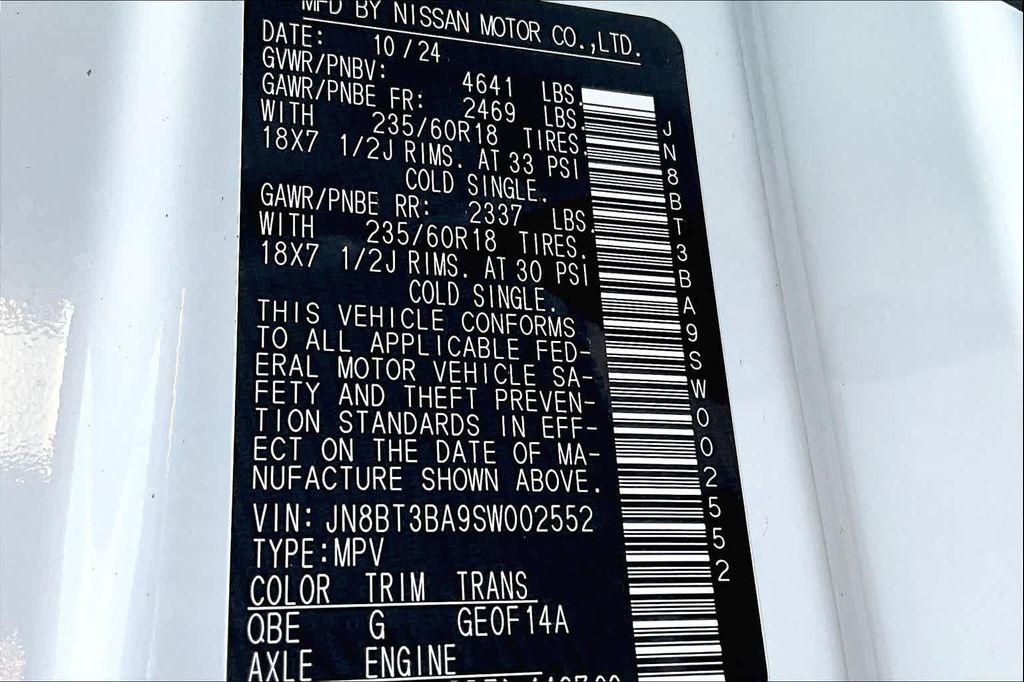 MFD BY NISSAN MOTOR CO.,LTD.
DATE: 10/24
GVWR/PNBV: 4641 LBS.
GAWR/PNBE FR: 2469 LBS.
WITH 235/60R18 TIRES.
18X7 1/2J RIMS. AT 33 PSI
COLD SINGLE.
GAWR/PNBE RR: 2337 LBS.
WITH 235/60R18 TIRES.
18X7 1/2J RIMS. AT 30 PSI
COLD SINGLE.
THIS VEHICLE CONFORMS
TO ALL APPLICABLE FED-
ERAL MOTOR VEHICLE SA-
FETY AND THEFT PREVEN-
TION STANDARDS IN EFF-
ECT ON THE DATE OF MA-
NUFACTURE SHOWN ABOVE.
VIN: JN8BT3BA9SW002552
TYPE:MPV
COLOR TRIM TRANS
QBE G GEOF14A
AXLE ENGINE
JN8BT3BA9SW002552